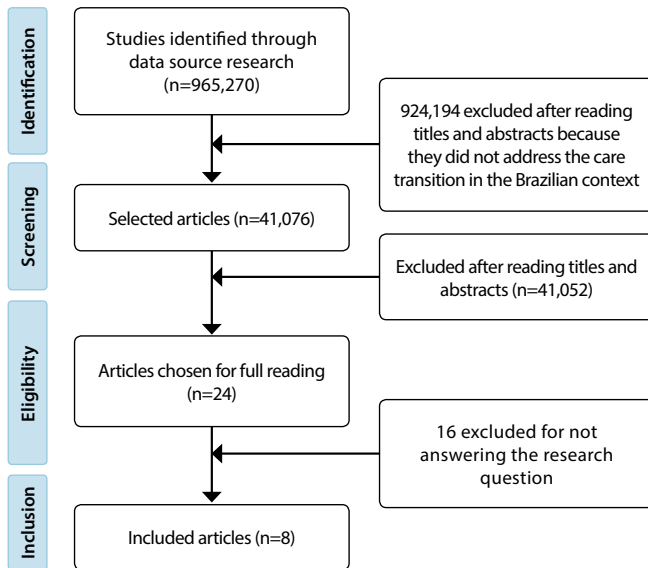 Identification
Studies identified through
data source research
(n=965,270)
924,194 excluded after reading
titles and abstracts because
they did not address the care
transition in the Brazilian context
Screening
Selected articles (n=41,076)
Excluded after reading titles and
abstracts (n=41,052)
Eligibility
Articles chosen for full reading
(n=24)
16 excluded for not
answering the research
question
Inclusion
Included articles (n=8)